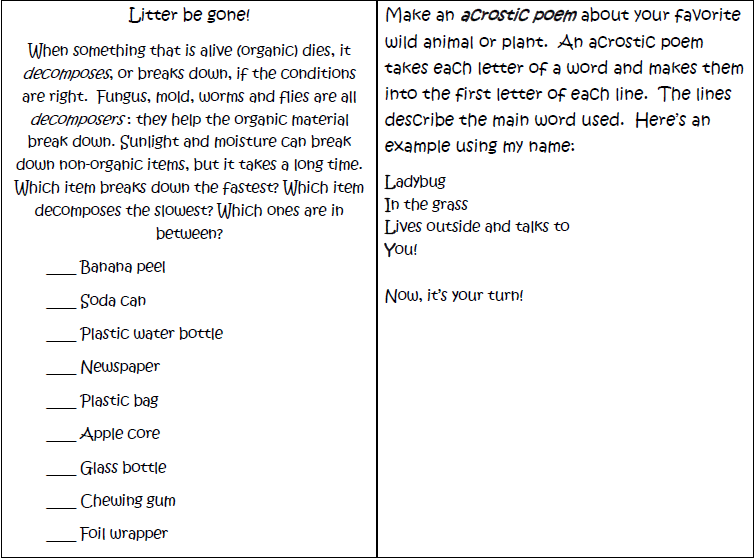 Litter be gone!
When something that is alive (organic) dies, it
decomposes, or breaks down, if the conditions
are right. Fungus, mold, worms and flies are all
decomposers: they help the organic material
break down. Sunlight and moisture can break
down non-organic items, but it takes a long time.
Which item breaks down the fastest? Which item
decomposes the slowest? Which ones are in
between?
____ Banana peel
____ Soda can
____ Plastic water bottle
____ Newspaper
____ Plastic bag
____ Apple core
____ Glass bottle
____ Chewing gum
____ Foil wrapper
Make an acrostic poem about your favorite
wild animal or plant. An acrostic poem
takes each letter of a word and makes them
into the first letter of each line. The lines
describe the main word used. Here's an
example using my name:
Ladybug
In the grass
Lives outside and talks to
You!
Now, it's your turn!